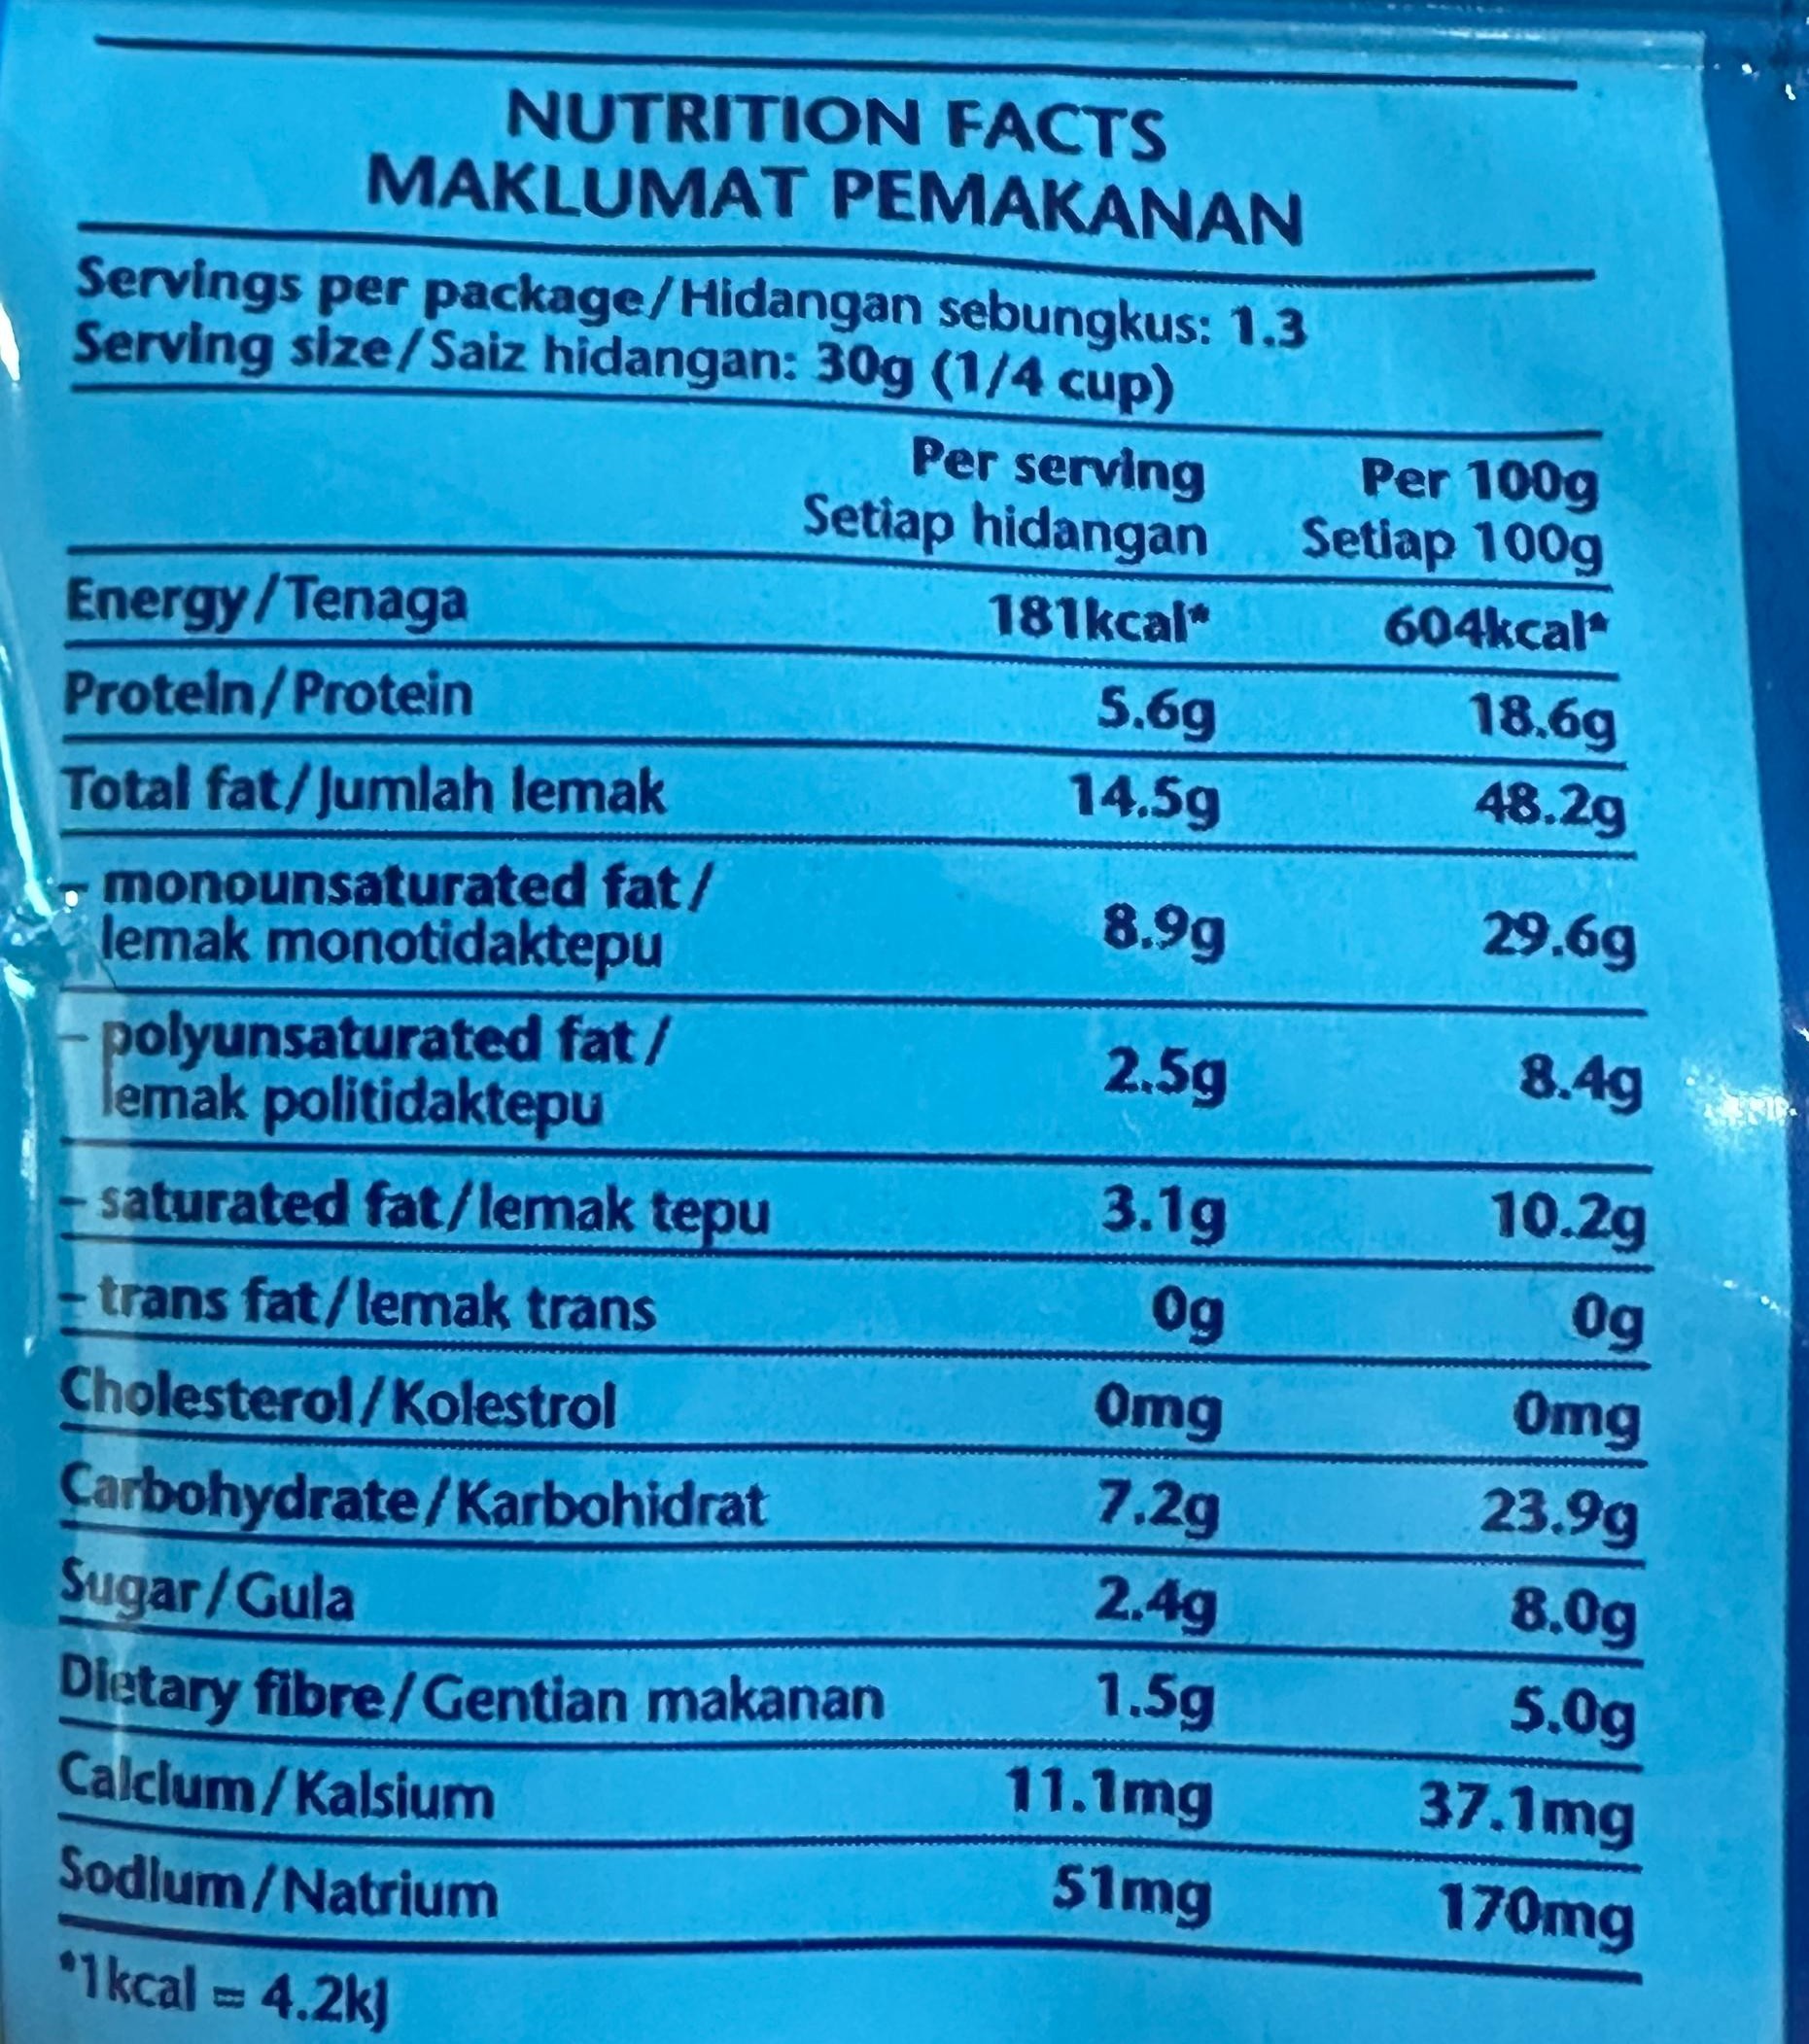 NUTRITION FACTS
MAKLUMAT PEMAKANAN
Servings per package/Hidangan sebungkus: 1.3
Serving size/Saiz hidangan: 30g (1/4 cup)
Per serving Per 100g
Setiap hidangan Setiap 100g
Energy/Tenaga 181kcal* 604kcal*
Protein/Protein 5.6g 18.6g
Total fat/Jumlah lemak 14.5g 48.2g
- monounsaturated fat/
lemak monotidaktepu 8.9g 29.6g
- polyunsaturated fat/
lemak politidaktepu 2.5g 8.4g
- saturated fat/lemak tepu 3.1g 10.2g
- trans fat/lemak trans 0g 0g
Cholesterol/Kolestrol 0mg 0mg
Carbohydrate/Karbohidrat 7.2g 23.9g
Sugar/Gula 2.4g 8.0g
Dietary fibre/Gentian makanan 1.5g 5.0g
Calcium/Kalsium 11.1mg 37.1mg
Sodium/Natrium 51mg 170mg
*1kcal = 4.2kJ